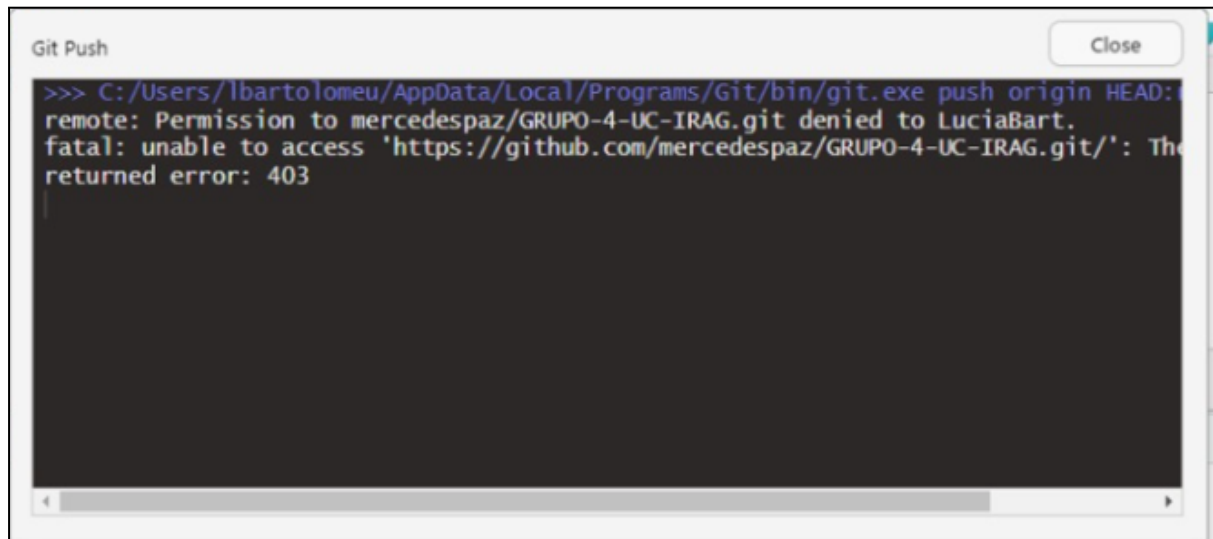 Git Push
Close
>>> C:/Users/lbartolomeu/AppData/Local/Programs/Git/bin/git.exe push origin HEAD:
remote: Permission to mercedespaz/GRUPO-4-UC-IRAG.git denied to LuciaBart.
fatal: unable to access 'https://github.com/mercedespaz/GRUPO-4-UC-IRAG.git/': The
returned error: 403